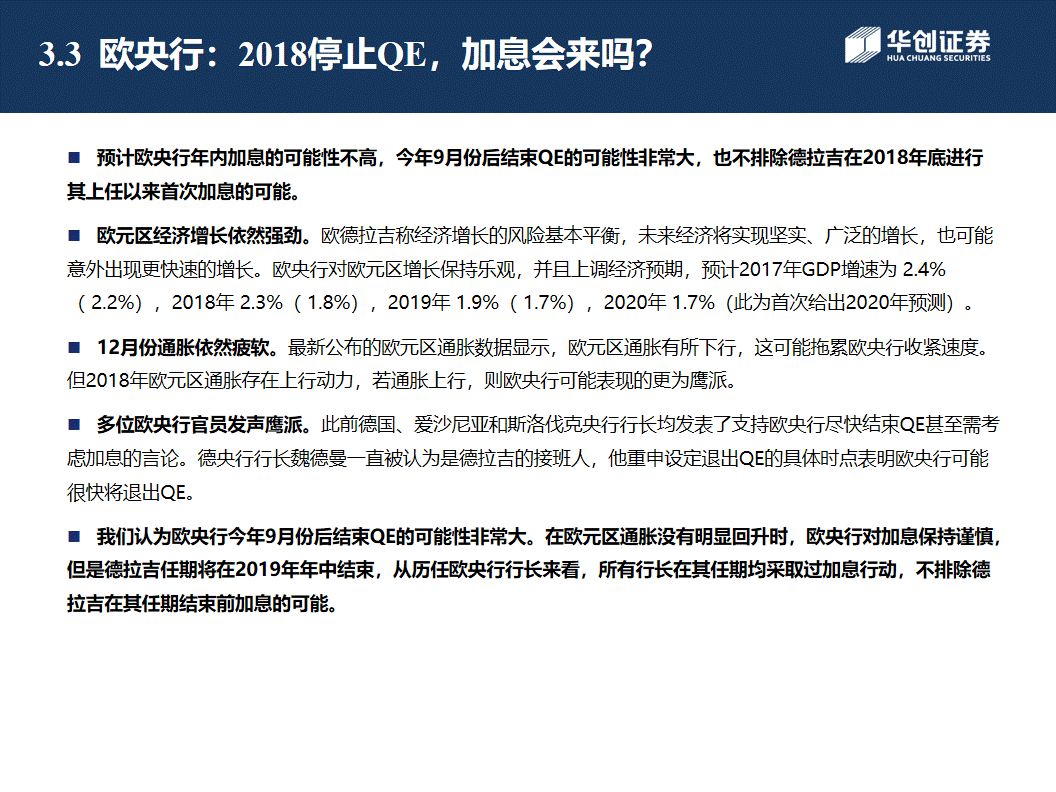 3.3 欧央行：2018停止QE，加息会来吗？
华创证券
HUA CHUANG SECURITIES
■ 预计欧央行年内加息的可能性不高，今年9月份后结束QE的可能性非常大，也不排除德拉吉在2018年底进行
其上任以来首次加息的可能。
■ 欧元区经济增长依然强劲。欧德拉吉称经济增长的风险基本平衡，未来经济将实现坚实、广泛的增长，也可能
意外出现更快速的增长。欧央行对欧元区增长保持乐观，并且上调经济预期，预计2017年GDP增速为 2.4%
（ 2.2%），2018年 2.3%（ 1.8%），2019年 1.9%（ 1.7%），2020年 1.7%（此为首次给出2020年预测）。
■ 12月份通胀依然疲软。最新公布的欧元区通胀数据显示，欧元区通胀有所下行，这可能拖累欧央行收紧速度。
但2018年欧元区通胀存在上行动力，若通胀上行，则欧央行可能表现的更为鹰派。
■ 多位欧央行官员发声鹰派。此前德国、爱沙尼亚和斯洛伐克央行行长均发表了支持欧央行尽快结束QE甚至需考
虑加息的言论。德央行行长魏德曼一直被认为是德拉吉的接班人，他重申设定退出QE的具体时点表明欧央行可能
很快将退出QE。
■ 我们认为欧央行今年9月份后结束QE的可能性非常大。在欧元区通胀没有明显回升时，欧央行对加息保持谨慎，
但是德拉吉任期将在2019年年中结束，从历任欧央行行长来看，所有行长在其任期均采取过加息行动，不排除德
拉吉在其任期结束前加息的可能。